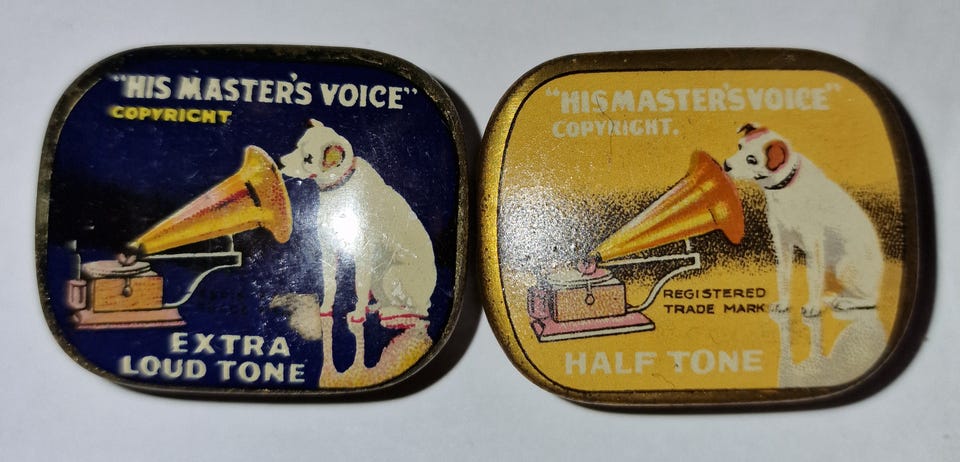 "HIS MASTER'S VOICE"
COPYRIGHT
EXTRA
LOUD TONE
"HIS MASTER'S VOICE"
COPYRIGHT.
REGISTERED
TRADE MARK
HALF TONE